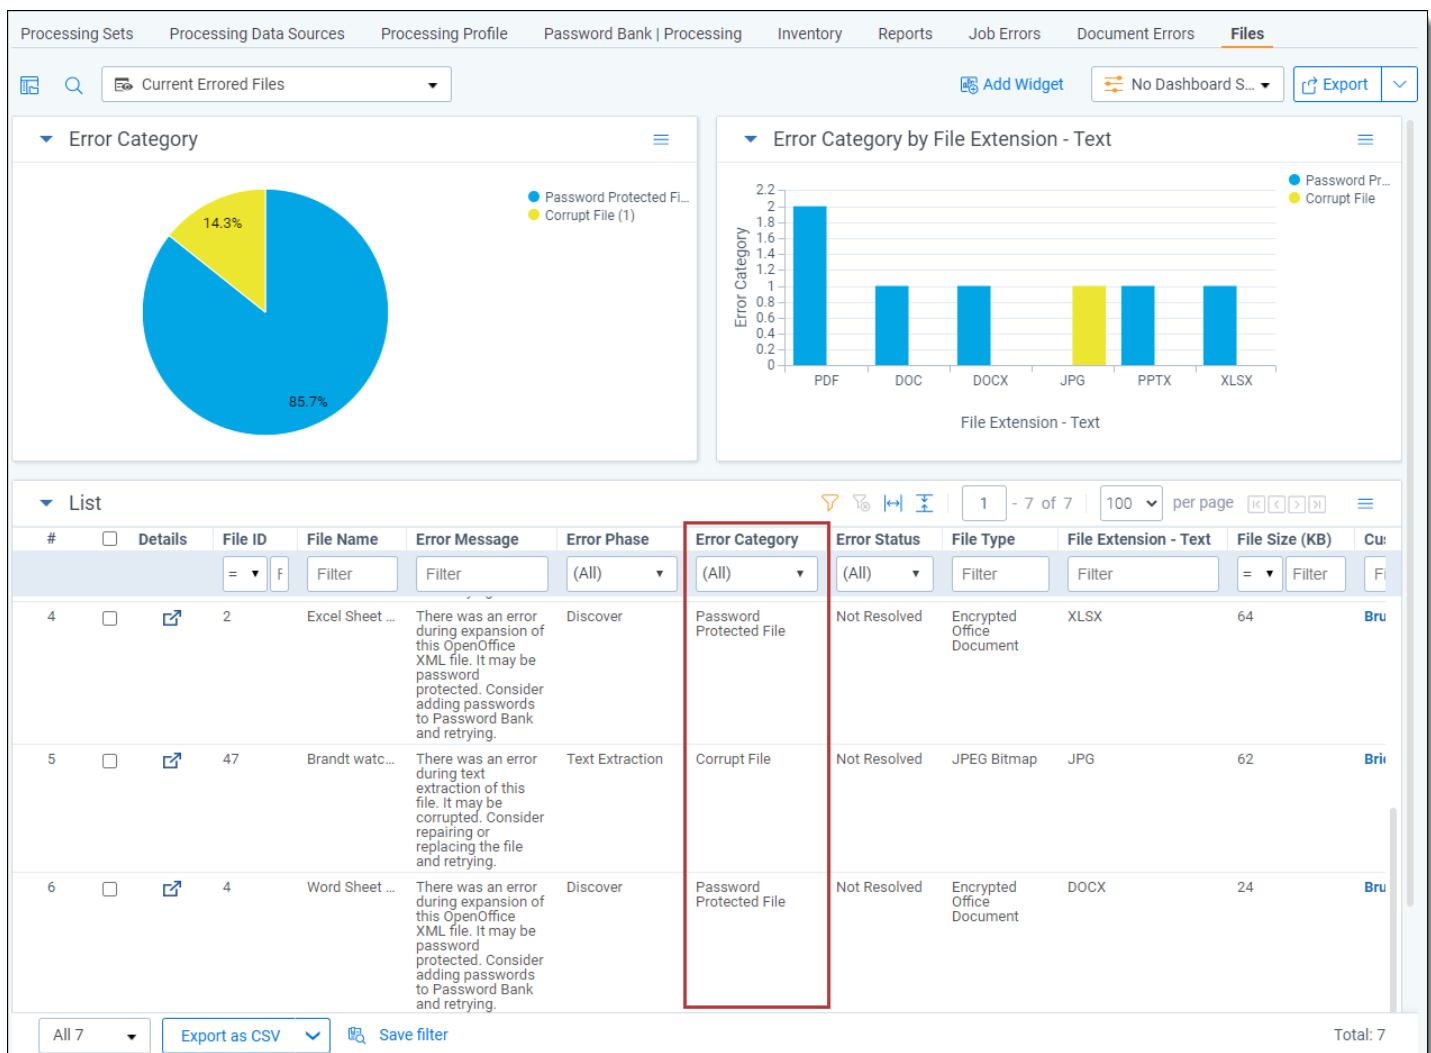 Processing Sets Processing Data Sources Processing Profile Password Bank | Processing Inventory Reports Job Errors Document Errors Files
Current Errored Files Add Widget No Dashboard S... Export
Error Category
Password Protected Fi...
Corrupt File (1)
14.3%
85.7%
Error Category by File Extension - Text
Password Pr...
Corrupt File
2.2
2
1.8
1.6
1.4
1.2
1
0.8
0.6
0.4
0.2
0
Error Category
PDF DOC DOCX JPG PPTX XLSX
File Extension - Text
List 1 - 7 of 7 100 per page
# Details File ID File Name Error Message Error Phase Error Category Error Status File Type File Extension - Text File Size (KB) Cu
= F Filter Filter (All) (All) (All) Filter Filter = Filter Fi
4 2 Excel Sheet ... There was an error Discover Password Not Resolved Encrypted XLSX 64 Bru
during expansion of Protected File Office
this OpenOffice Document
XML file. It may be
password
protected. Consider
adding passwords
to Password Bank
and retrying.
5 47 Brandt watc... There was an error Text Extraction Corrupt File Not Resolved JPEG Bitmap JPG 62 Brie
during text
extraction of this
file. It may be
corrupted. Consider
repairing or
replacing the file
and retrying.
6 4 Word Sheet ... There was an error Discover Password Not Resolved Encrypted DOCX 24 Bru
during expansion of Protected File Office
this OpenOffice Document
XML file. It may be
password
protected. Consider
adding passwords
to Password Bank
and retrying.
All 7 Export as CSV Save filter Total: 7